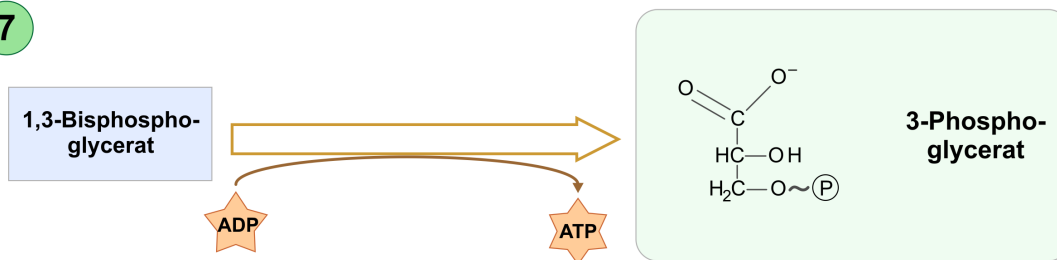 7
1,3-Bisphospho-
glycerat
ADP
ATP
O
O⁻
C
HC—OH
H₂C—O~P
3-Phospho-
glycerat